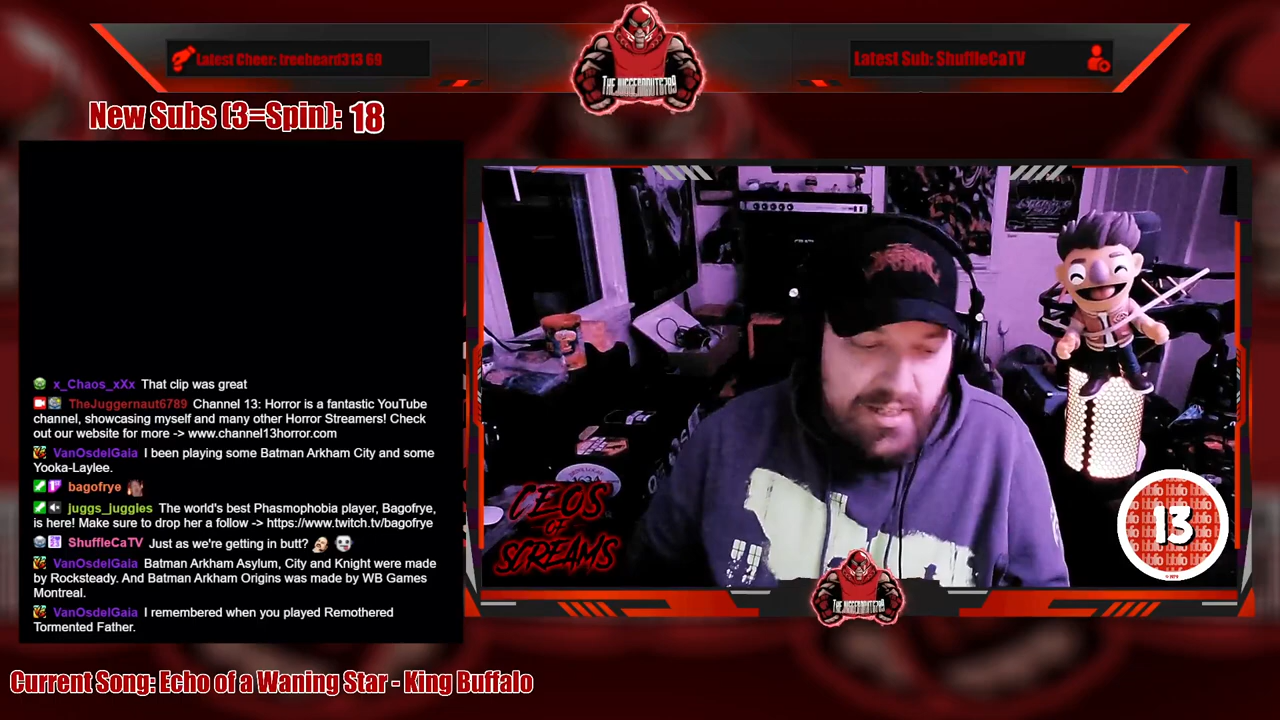 Latest Cheer: treebeard313 69
THEJUGGERNAUT6789
Latest Sub: ShuffleCaTV
New Subs (3=Spin): 18
x_Chaos_xXx That clip was great
TheJuggernaut6789 Channel 13: Horror is a fantastic YouTube
channel, showcasing myself and many other Horror Streamers! Check
out our website for more -> www.channel13horror.com
VanOsdelGaia I been playing some Batman Arkham City and some
Yooka-Laylee.
bagofrye
juggs_juggles The world's best Phasmophobia player, Bagofrye,
is here! Make sure to drop her a follow -> https://www.twitch.tv/bagofrye
ShuffleCaTV Just as we're getting in butt?
VanOsdelGaia Batman Arkham Asylum, City and Knight were made
by Rocksteady. And Batman Arkham Origins was made by WB Games
Montreal.
VanOsdelGaia I remembered when you played Remothered
Tormented Father.
CEOS
OF
SCREAMS
13
THEJUGGERNAUT6789
Current Song: Echo of a Waning Star - King Buffalo